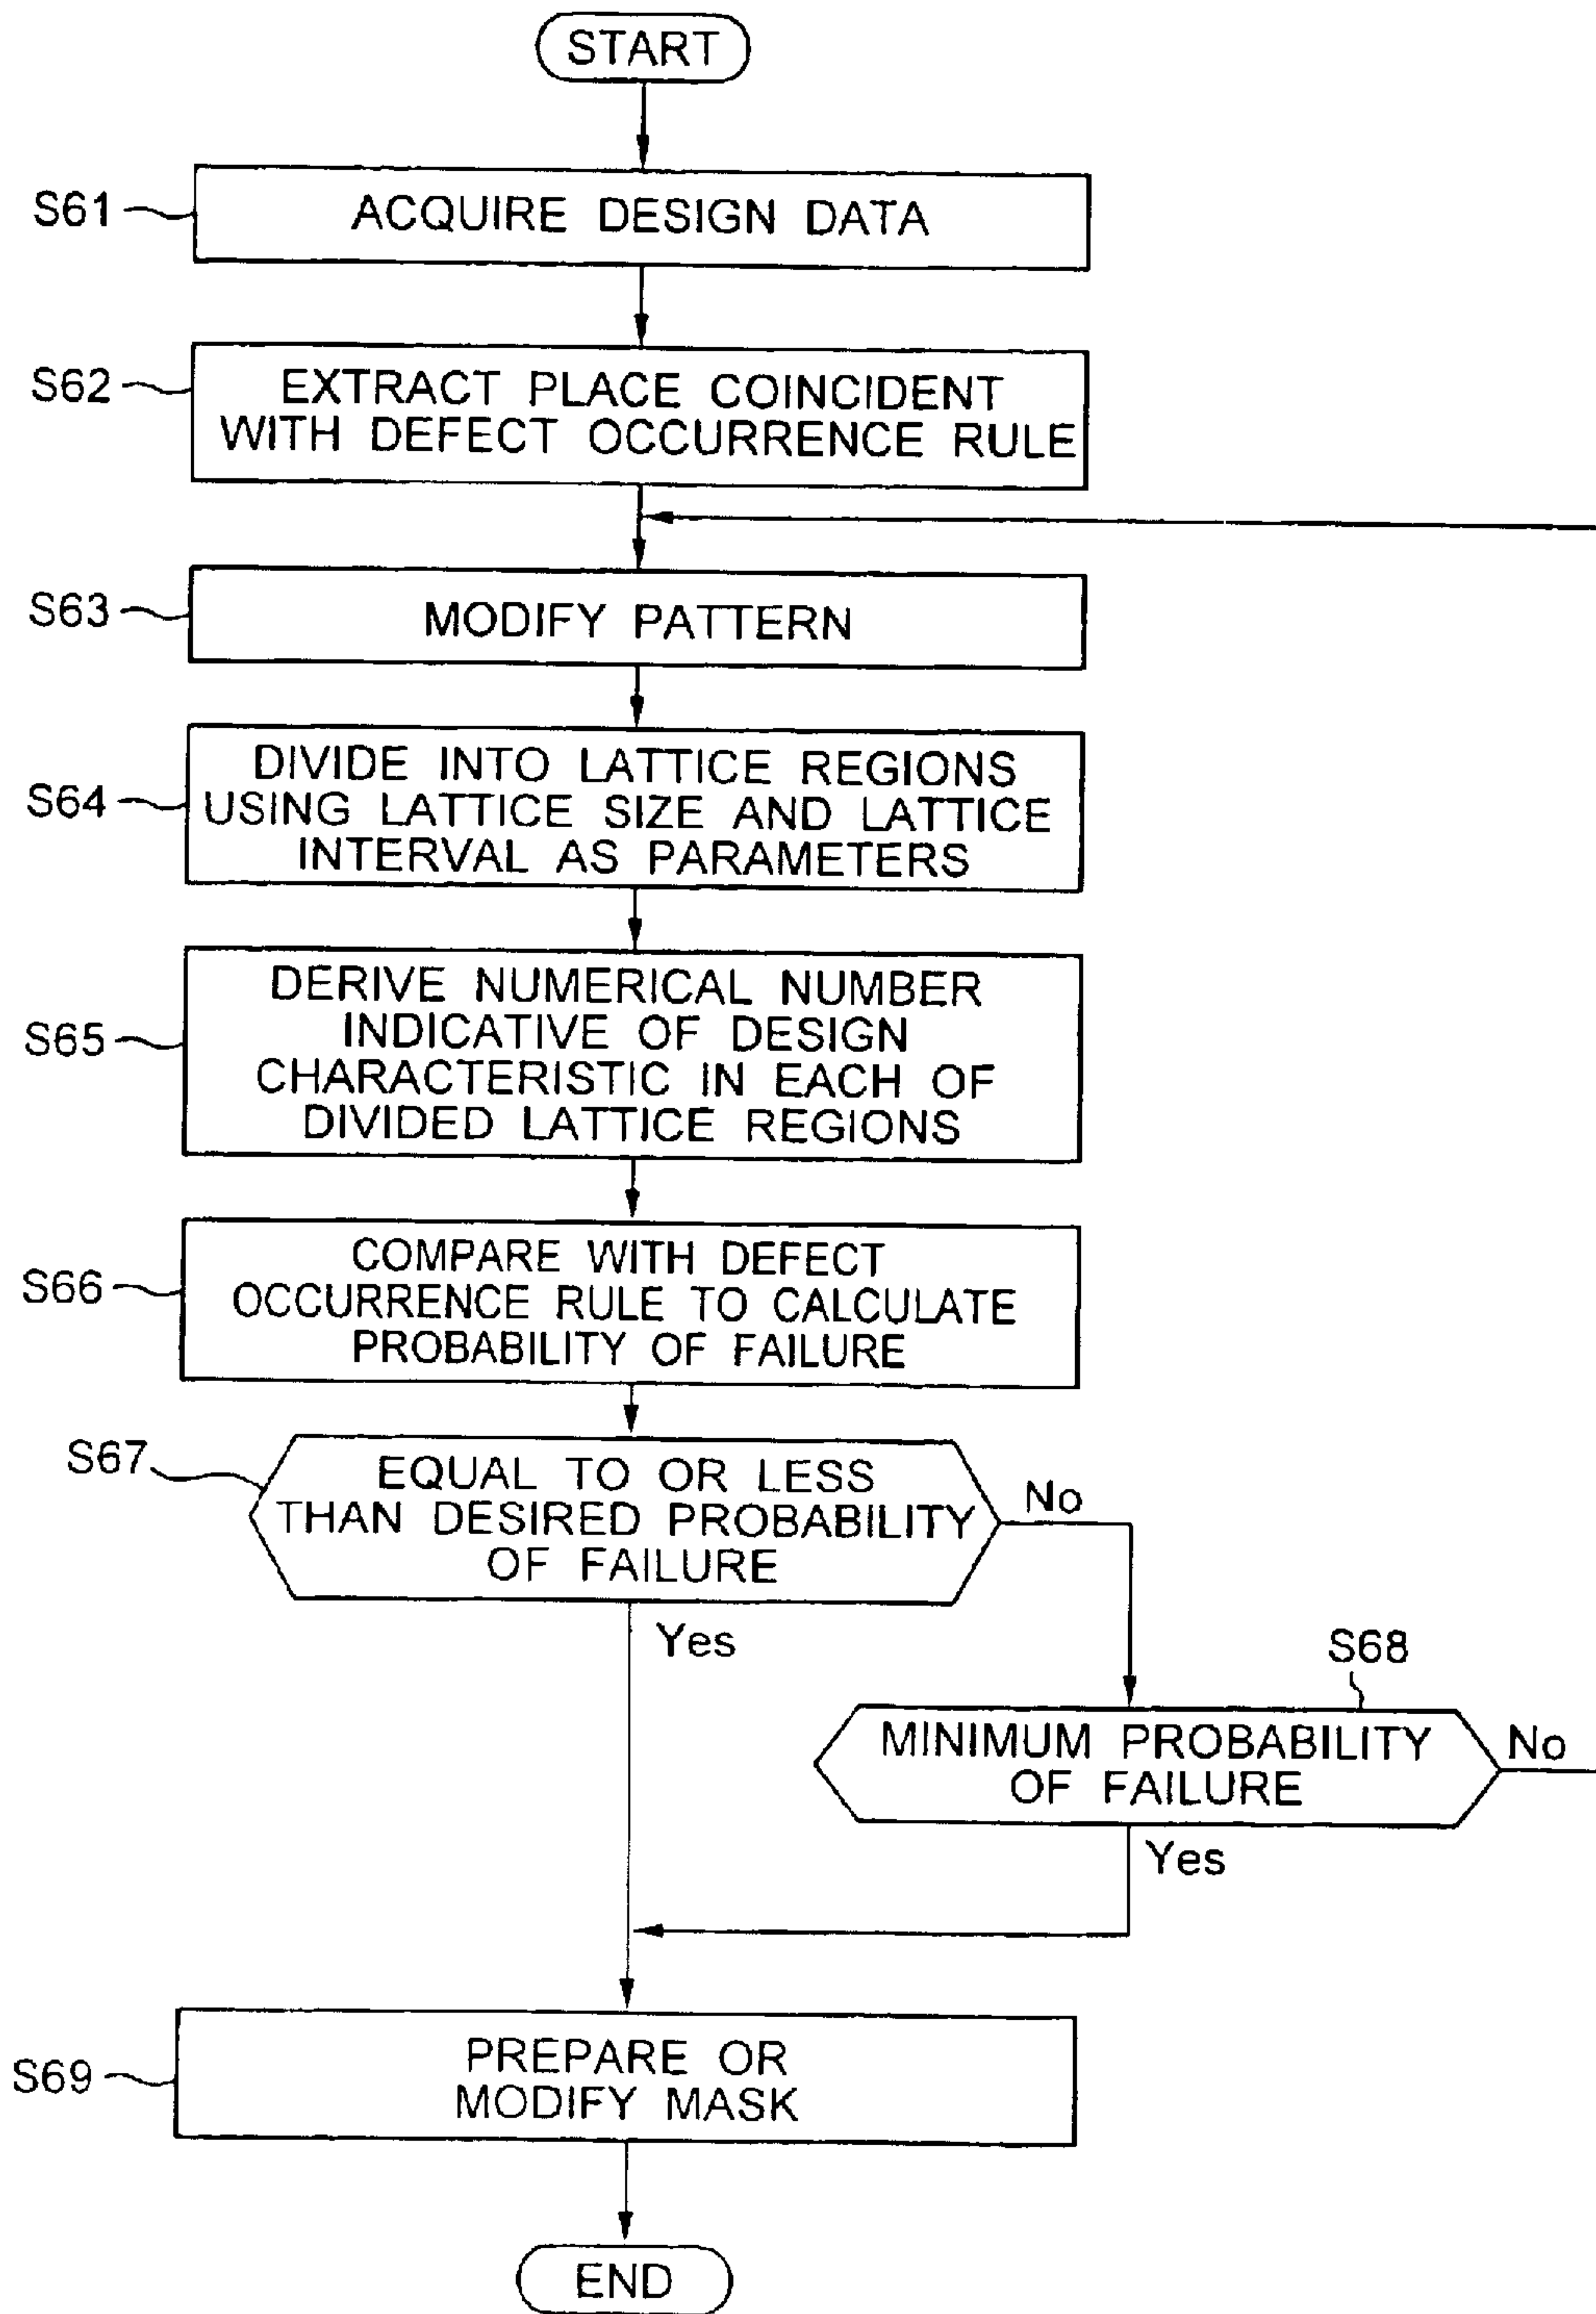 START
S61
ACQUIRE DESIGN DATA
S62
EXTRACT PLACE COINCIDENT
WITH DEFECT OCCURRENCE RULE
S63
MODIFY PATTERN
S64
DIVIDE INTO LATTICE REGIONS
USING LATTICE SIZE AND LATTICE
INTERVAL AS PARAMETERS
S65
DERIVE NUMERICAL NUMBER
INDICATIVE OF DESIGN
CHARACTERISTIC IN EACH OF
DIVIDED LATTICE REGIONS
S66
COMPARE WITH DEFECT
OCCURRENCE RULE TO CALCULATE
PROBABILITY OF FAILURE
S67
EQUAL TO OR LESS
THAN DESIRED PROBABILITY
OF FAILURE
No
Yes
S68
MINIMUM PROBABILITY
OF FAILURE
No
Yes
S69
PREPARE OR
MODIFY MASK
END